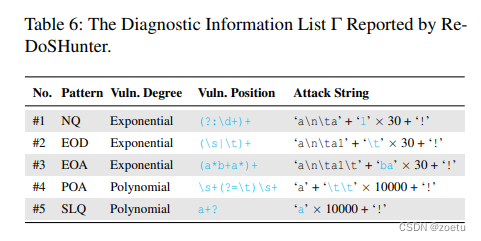 Table 6: The Diagnostic Information List Γ Reported by Re-
DoSHunter.
No. Pattern Vuln. Degree Vuln. Position Attack String
#1 NQ Exponential (?:\d+)+ ‘a\n\ta’ + ‘1’ × 30 + ‘!’
#2 EOD Exponential (\s|\t)+ ‘a\n\ta1’ + ‘\t’ × 30 + ‘!’
#3 EOA Exponential (a*b+a*)+ ‘a\n\ta1\t’ + ‘ba’ × 30 + ‘!’
#4 POA Polynomial \s+(?=\t)\s+ ‘a’ + ‘\t\t’ × 10000 + ‘!’
#5 SLQ Polynomial a+? ‘a’ × 10000 + ‘!’
CSDN @zoetu